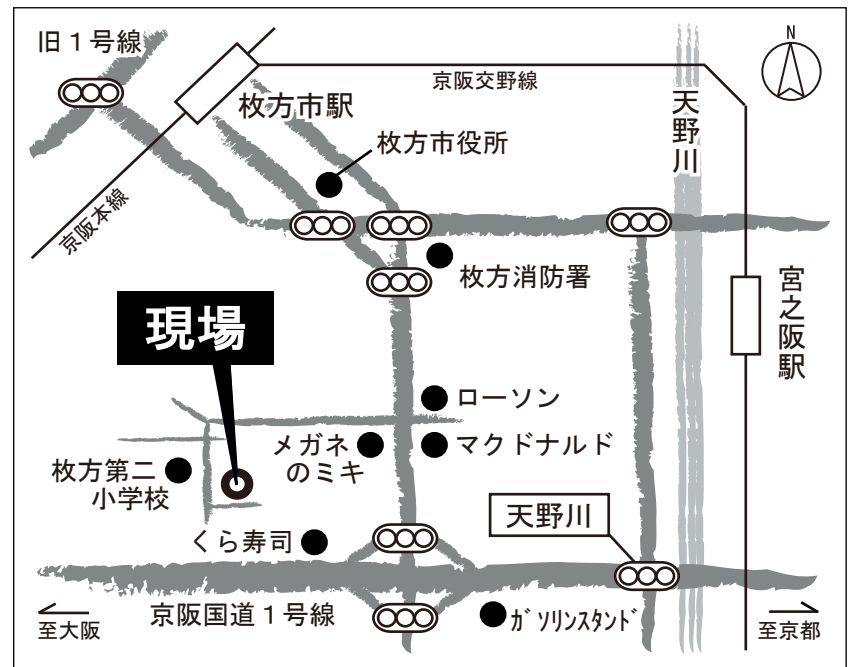 旧１号線
N
京阪交野線
枚方市駅
天野川
枚方市役所
京阪本線
枚方消防署
宮之阪駅
現場
ローソン
メガネ
のミキ
マクドナルド
枚方第二
小学校
天野川
くら寿司
京阪国道１号線
ｶﾞｿﾘﾝｽﾀﾝﾄﾞ
至大阪
至京都